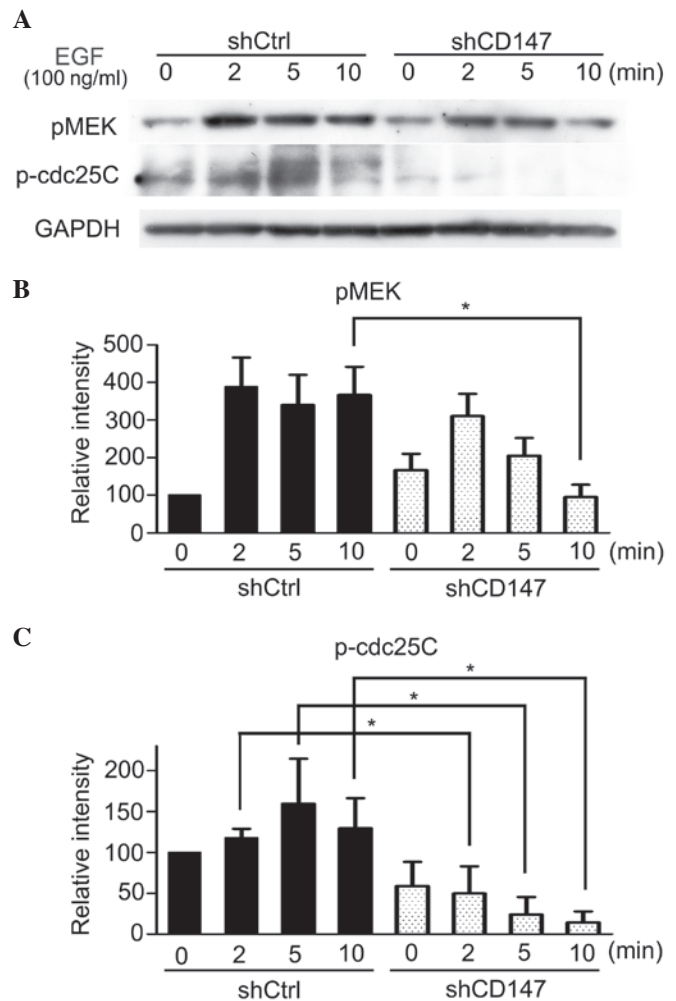 A
shCtrl shCD147
EGF
(100 ng/ml)
0 2 5 10 0 2 5 10 (min)
pMEK
p-cdc25C
GAPDH
B
pMEK
*
Relative intensity
500
400
300
200
100
0
0 2 5 10 0 2 5 10 (min)
shCtrl shCD147
C
p-cdc25C
*
*
*
Relative intensity
200
150
100
50
0
0 2 5 10 0 2 5 10 (min)
shCtrl shCD147